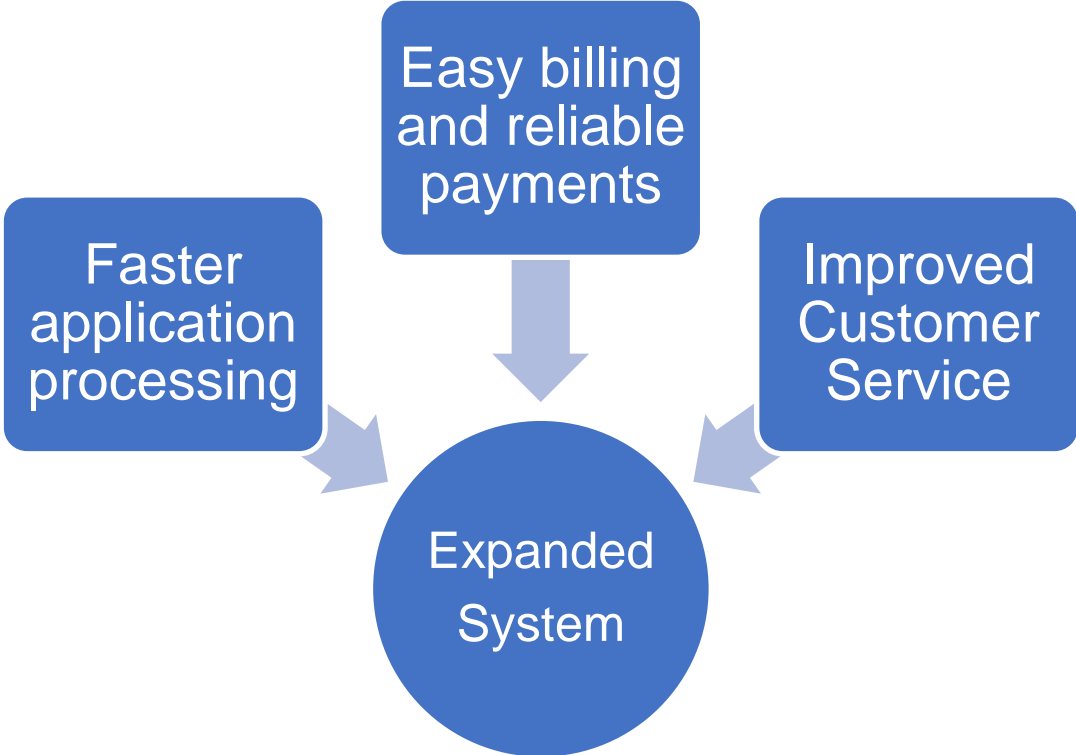 Easy billing
and reliable
payments
Faster
application
processing
Improved
Customer
Service
Expanded
System